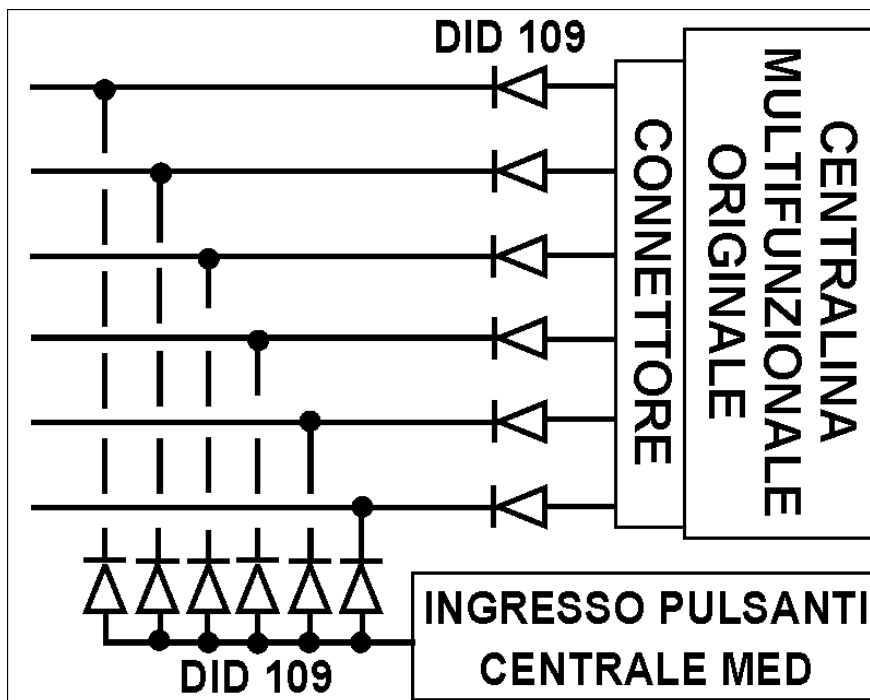 DID 109
CONNETTORE
CENTRALINA
MULTIFUNZIONALE
ORIGINALE
INGRESSO PULSANTI
CENTRALE MED
DID 109